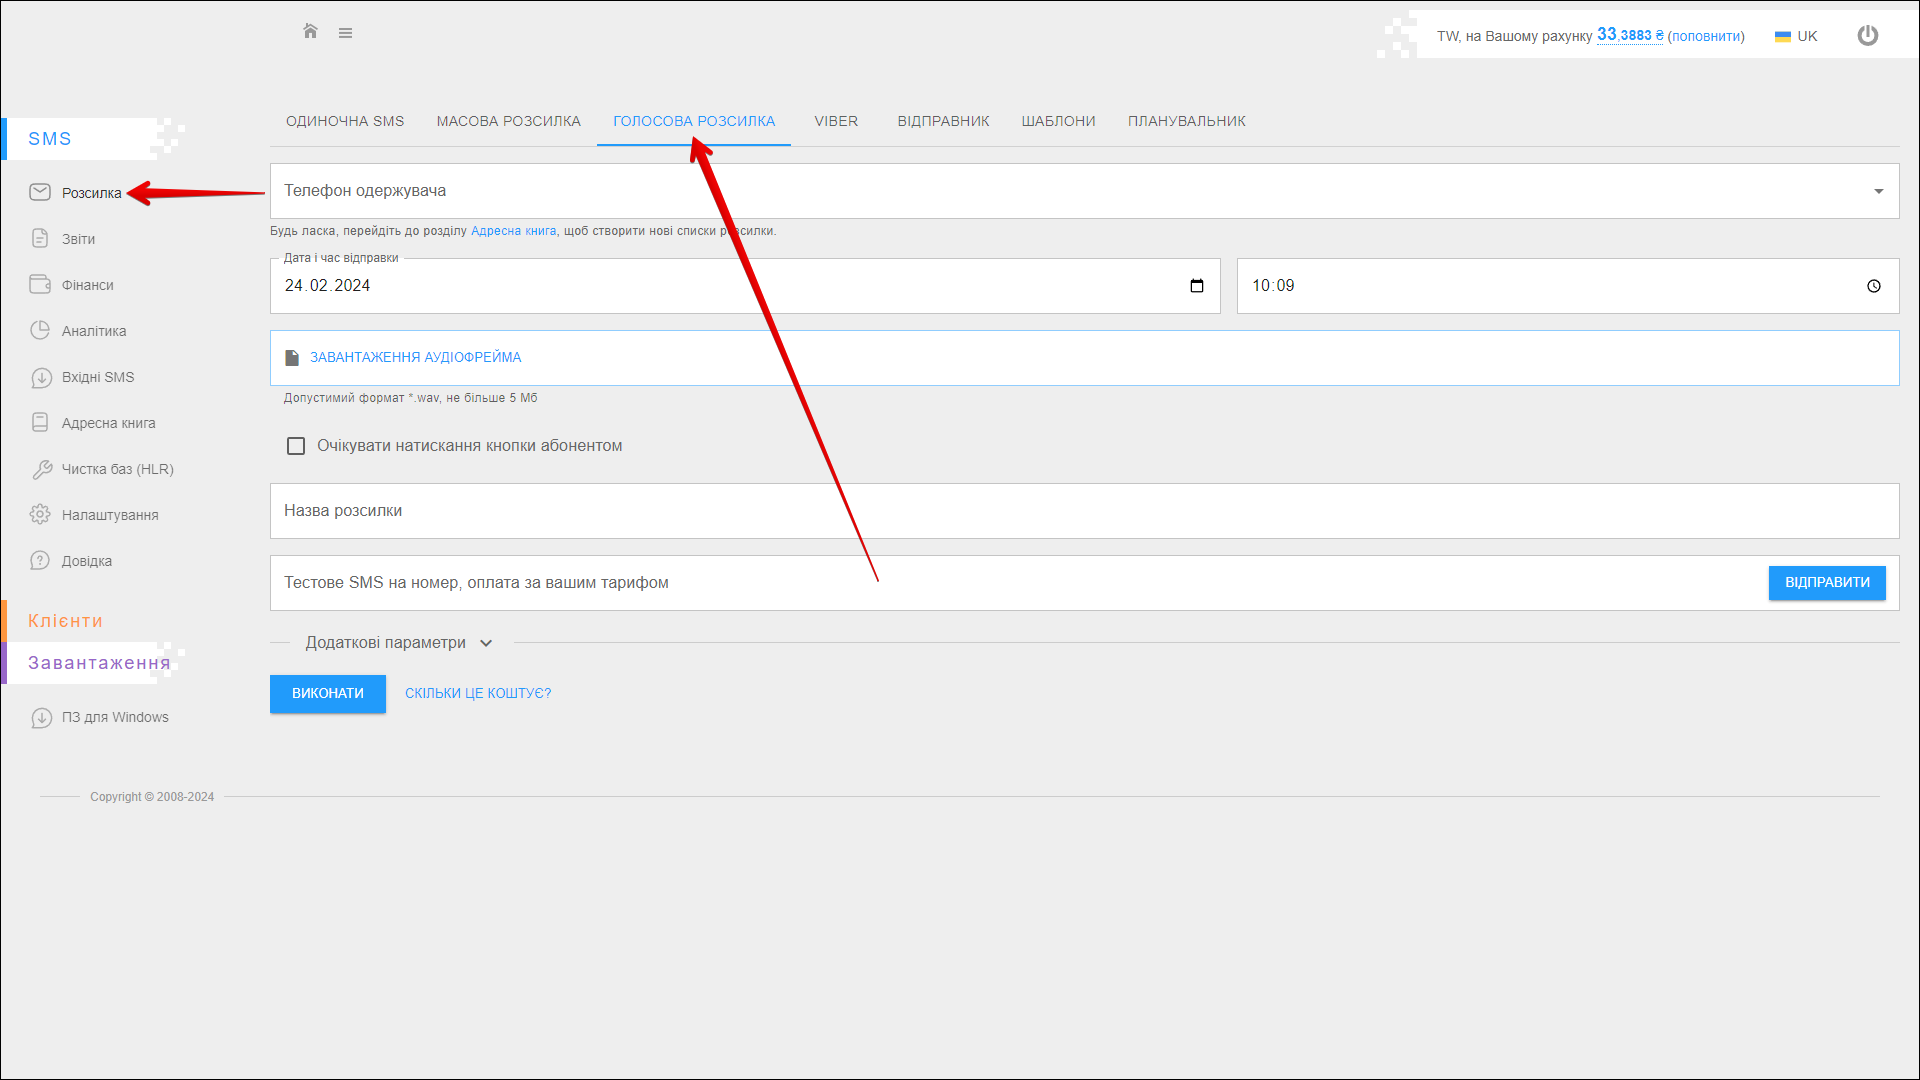 TW, на Вашому рахунку 33,3883 ₴ (поповнити)
UK
SMS
Розсилка
Звіти
Фінанси
Аналітика
Вхідні SMS
Адресна книга
Чистка баз (HLR)
Налаштування
Довідка
Клієнти
Завантаження
ПЗ для Windows
ОДИНОЧНА SMS
МАСОВА РОЗСИЛКА
ГОЛОСОВА РОЗСИЛКА
VIBER
ВІДПРАВНИК
ШАБЛОНИ
ПЛАНУВАЛЬНИК
Телефон одержувача
Будь ласка, перейдіть до розділу Адресна книга, щоб створити нові списки розсилки.
Дата і час відправки
24.02.2024
10:09
ЗАВАНТАЖЕННЯ АУДІОФРЕЙМА
Допустимий формат *.wav, не більше 5 Мб
Очікувати натискання кнопки абонентом
Назва розсилки
Тестове SMS на номер, оплата за вашим тарифом
ВІДПРАВИТИ
Додаткові параметри
ВИКОНАТИ
СКІЛЬКИ ЦЕ КОШТУЄ?
Copyright © 2008-2024